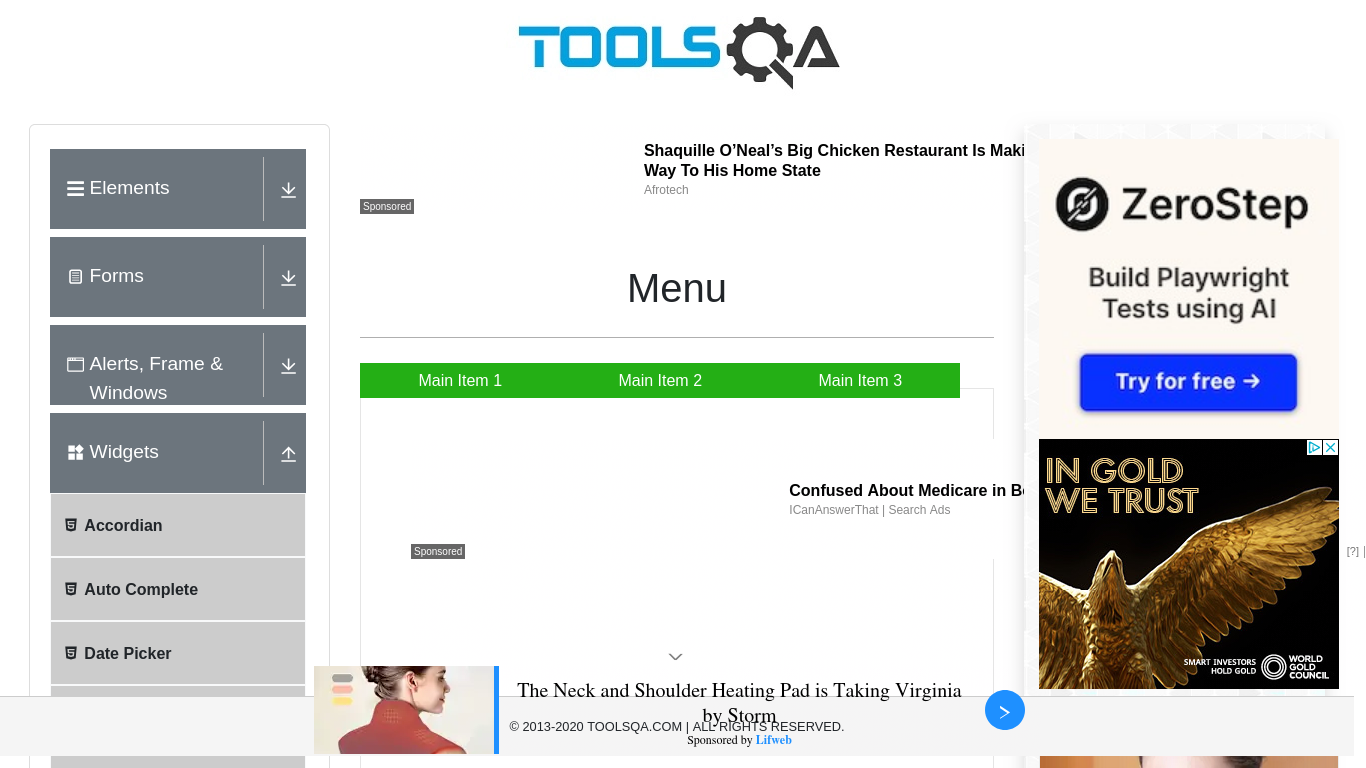 TOOLSQA
Elements
Forms
Alerts, Frame &
Windows
Widgets
Accordian
Auto Complete
Date Picker
Shaquille O’Neal’s Big Chicken Restaurant Is Maki
Way To His Home State
Afrotech
Sponsored
Menu
Main Item 1
Main Item 2
Main Item 3
Confused About Medicare in
ICanAnswerThat | Search Ads
Sponsored
ZeroStep
Build Playwright
Tests using AI
Try for free →
IN GOLD
WE TRUST
SMART INVESTORS
HOLD GOLD
WORLD
GOLD
COUNCIL
[?]
The Neck and Shoulder Heating Pad is Taking Virginia
by Storm
© 2013-2020 TOOLSQA.COM | ALL RIGHTS RESERVED.
Sponsored by Lifweb